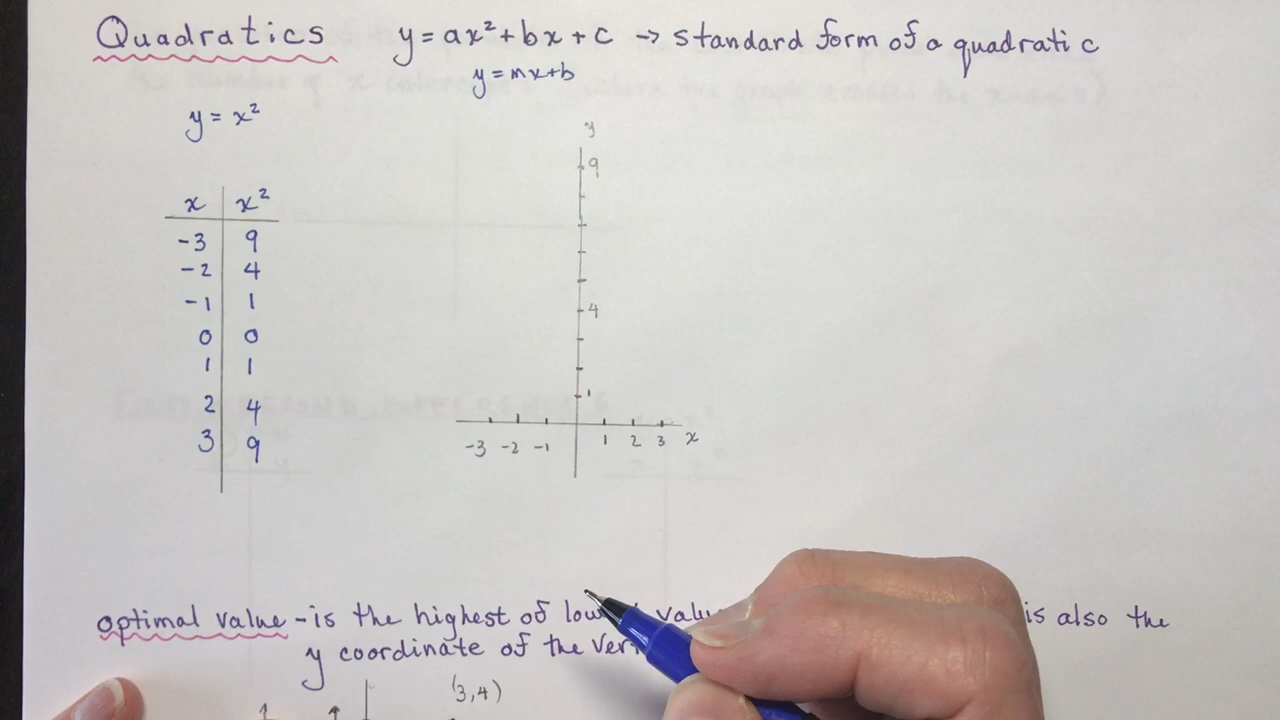 Quadratics y = ax² + bx + c → standard form of a quadratic
y = mx + b
y = x²
y
9
4
1
-3 -2 -1 1 2 3 x
x x²
-3 9
-2 4
-1 1
0 0
1 1
2 4
3 9
optimal value - is the highest of is also the
y coordinate of the
(3,4)